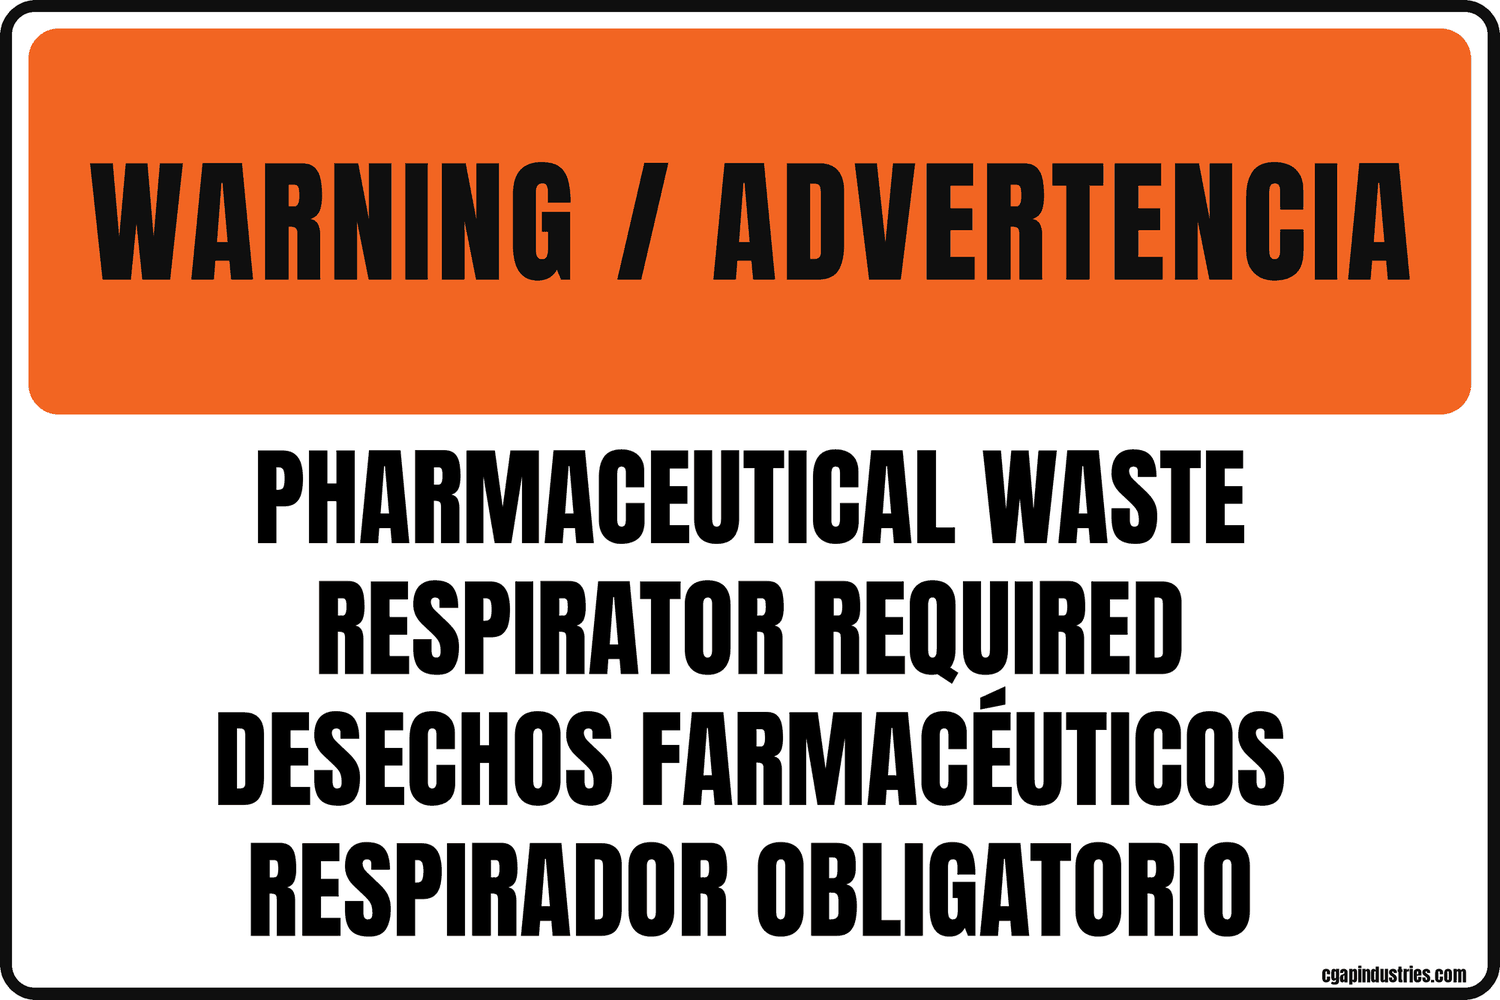 WARNING / ADVERTENCIA
PHARMACEUTICAL WASTE
RESPIRATOR REQUIRED
DESECHOS FARMACÉUTICOS
RESPIRADOR OBLIGATORIO
cgapindustries.com